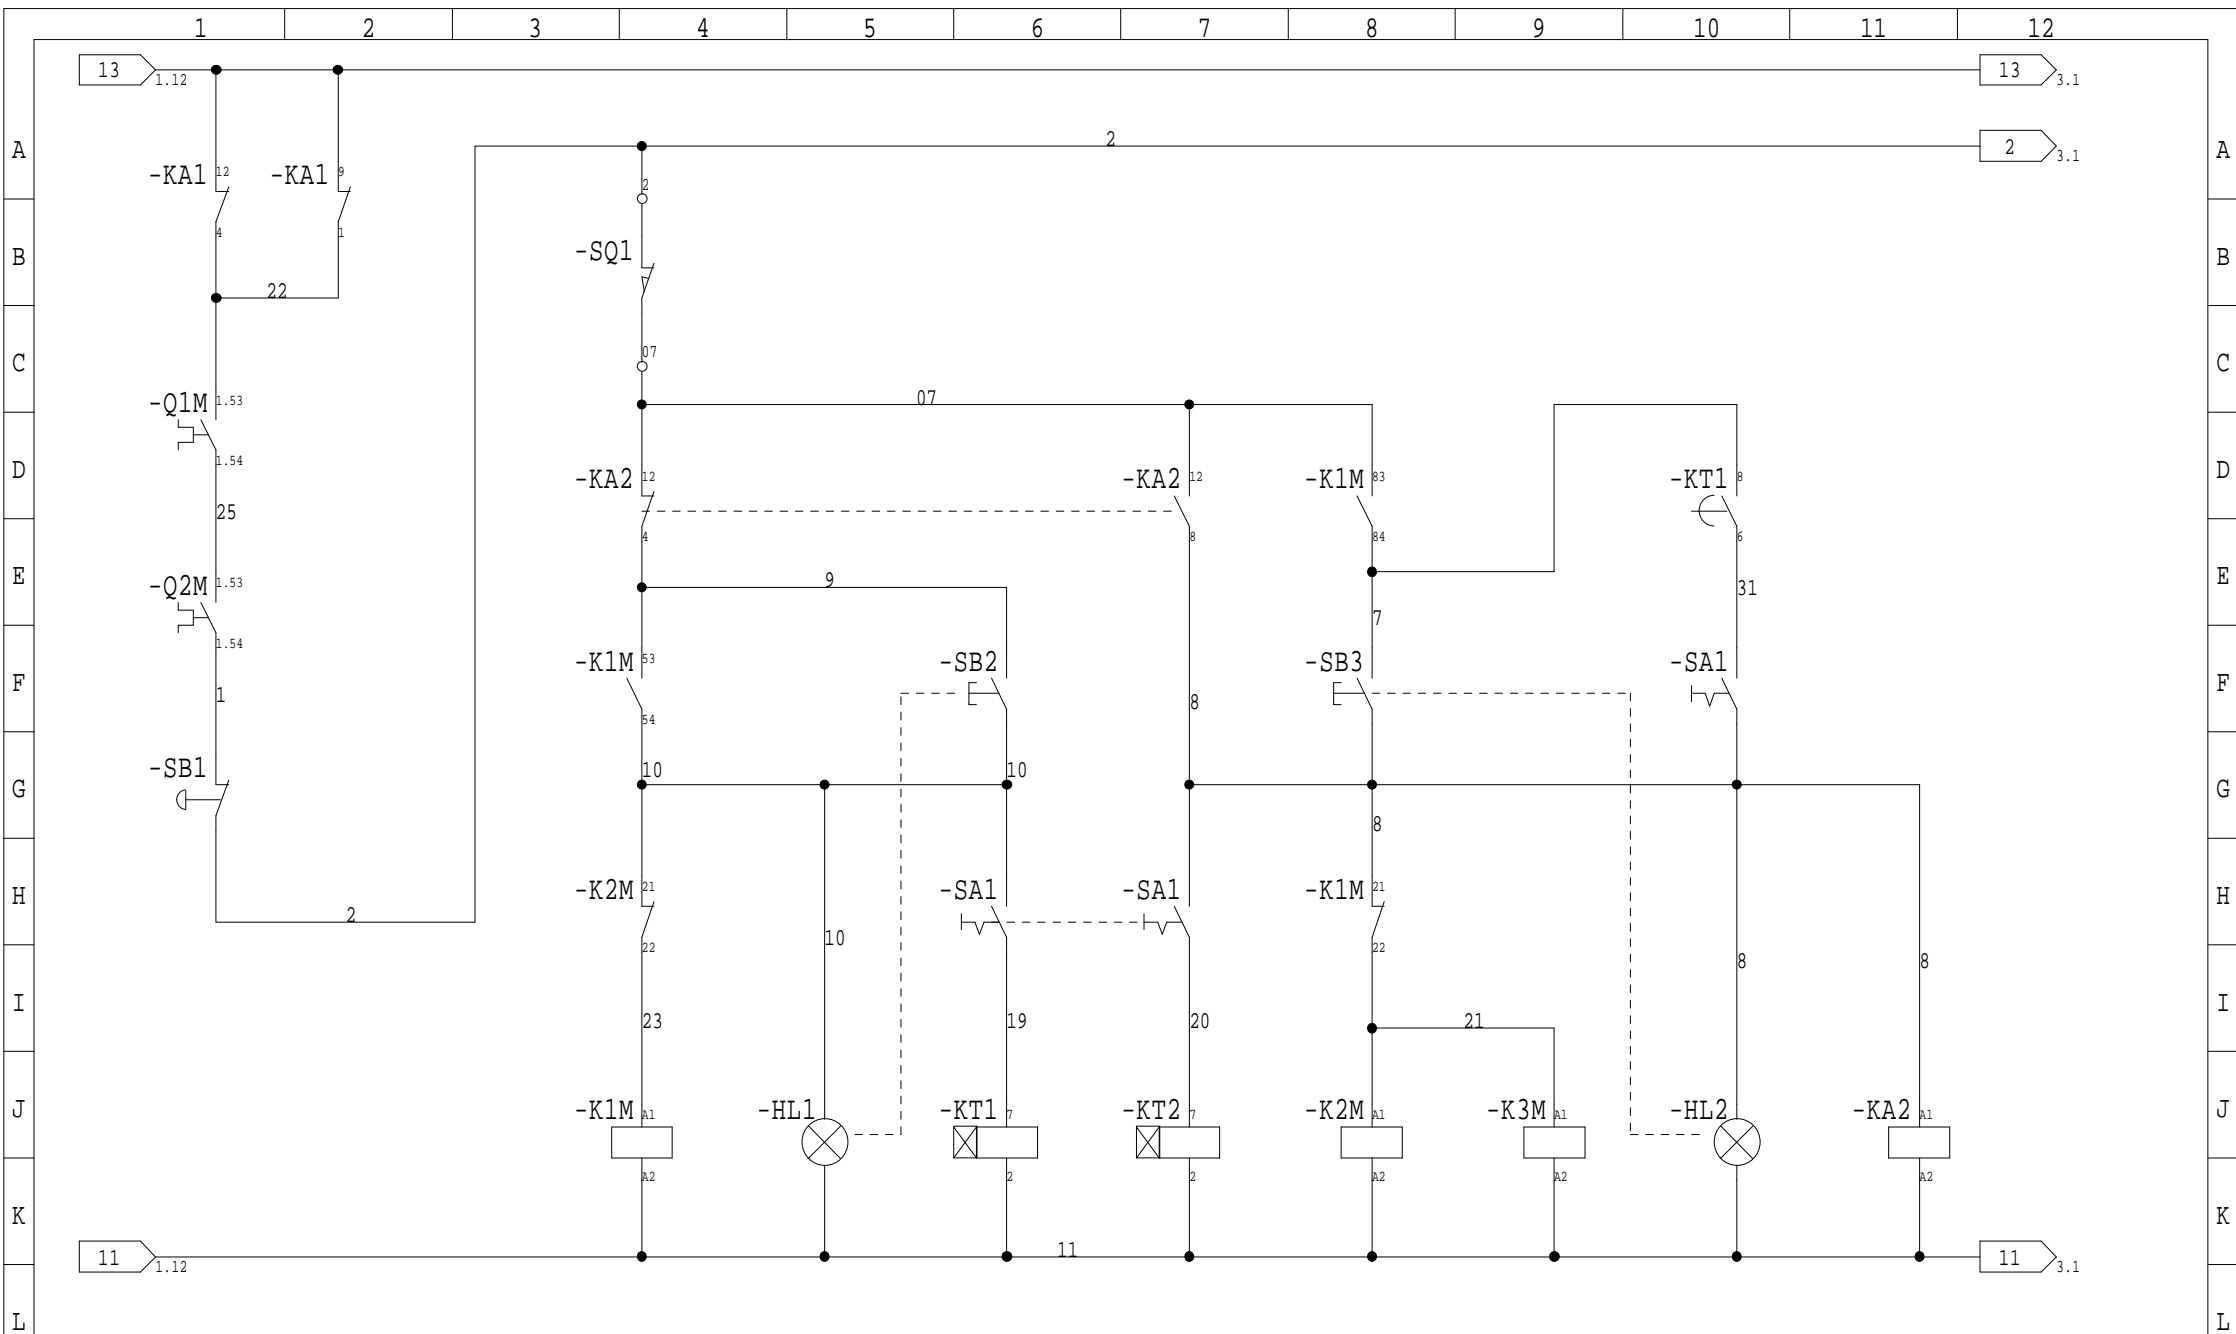 1 2 3 4 5 6 7 8 9 10 11 12
13 1.12 13 3.1
2 2 3.1
A A
-KA1 12 -KA1 9 2
4 1
B -SQ1 B
22
07
C C
-Q1M 1.53 07
1.54
D -KA2 12 -KA2 12 -K1M 83 -KT1 8 D
25
4 8 84 6
E E
-Q2M 1.53 9 31
7
1.54
-K1M 53 -SB2 -SB3 -SA1
F F
1 8
54
-SB1 10 10
G G
8
-K2M 21 -SA1 -SA1 -K1M 21
H H
2
10
22 22
8 8
I I
23 19 20 21
J J
-K1M A1 -HL1 -KT1 7 -KT2 7 -K2M A1 -K3M A1 -HL2 -KA2 A1
A2 2 2 A2 A2 A2
K K
11 1.12 11 11 3.1
L L